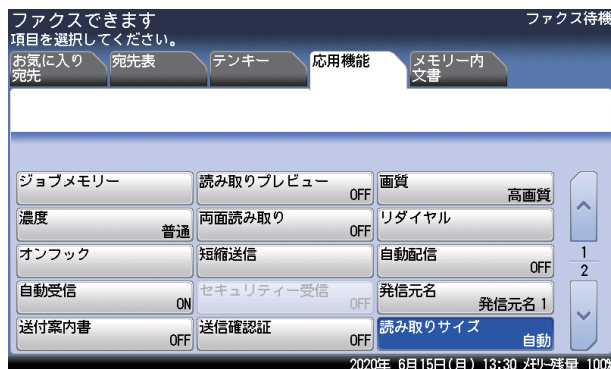 ファクスできます
ファクス待機
項目を選択してください。
お気に入り
宛先
宛先表
テンキー
応用機能
メモリー内
文書
ジョブメモリー
読み取りプレビュー
OFF
画質
高画質
濃度
普通
両面読み取り
OFF
リダイヤル
オンフック
短縮送信
自動配信
OFF
1
2
自動受信
ON
セキュリティー受信
OFF
発信元名
発信元名 1
送付案内書
OFF
送信確認証
OFF
読み取りサイズ
自動
2020年 6月15日(月) 13:30 ﾒﾓﾘｰ残量 100%